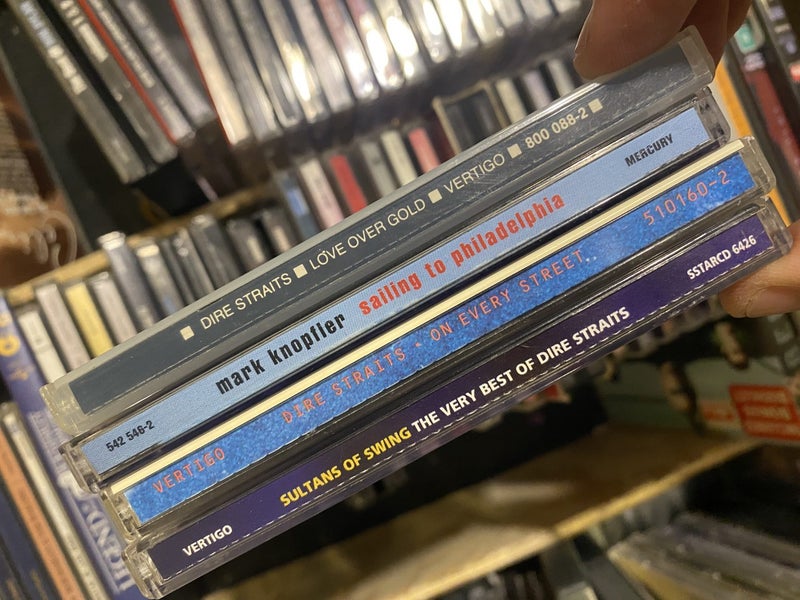 ■ DIRE STRAITS ■ LOVE OVER GOLD ■ VERTIGO ■ 800 088-2 ■
542 546-2 mark knopfler sailing to philadelphia MERCURY
VERTIGO DIRE STRAITS · ON EVERY STREET.. 510160-2
VERTIGO SULTANS OF SWING THE VERY BEST OF DIRE STRAITS SSTARCD 6426
LEGEND